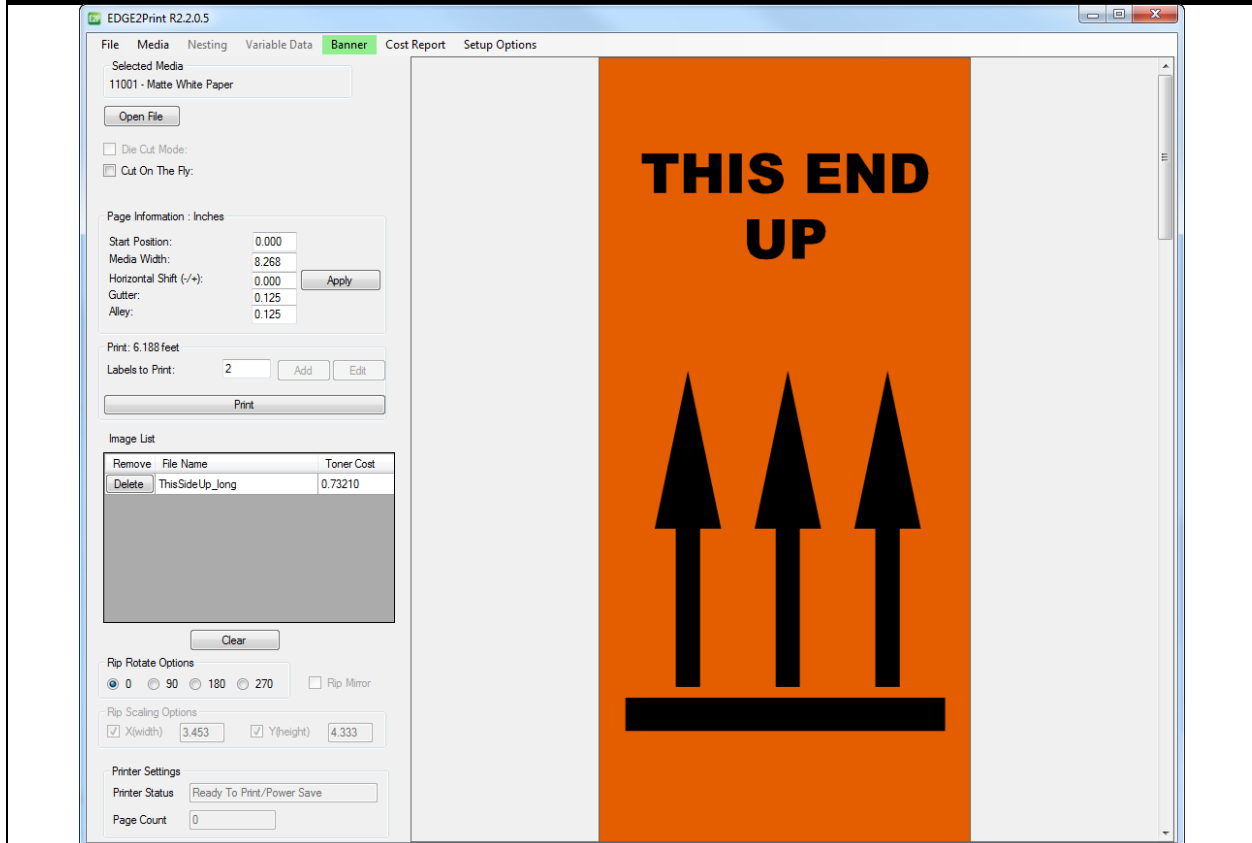 EDGE2Print R2.2.0.5
File Media Nesting Variable Data Banner Cost Report Setup Options
Selected Media
11001 - Matte White Paper
Open File
Die Cut Mode:
Cut On The Fly:
Page Information : Inches
Start Position: 0.000
Media Width: 8.268
Horizontal Shift (-/+): 0.000 Apply
Gutter: 0.125
Alley: 0.125
Print: 6.188 feet
Labels to Print: 2 Add Edit
Print
Image List
Remove File Name Toner Cost
Delete ThisSideUp_long 0.73210
Clear
Rip Rotate Options
0 90 180 270 Rip Mirror
Rip Scaling Options
X(width) 3.453 Y(height) 4.333
Printer Settings
Printer Status Ready To Print/Power Save
Page Count 0
THIS END
UP